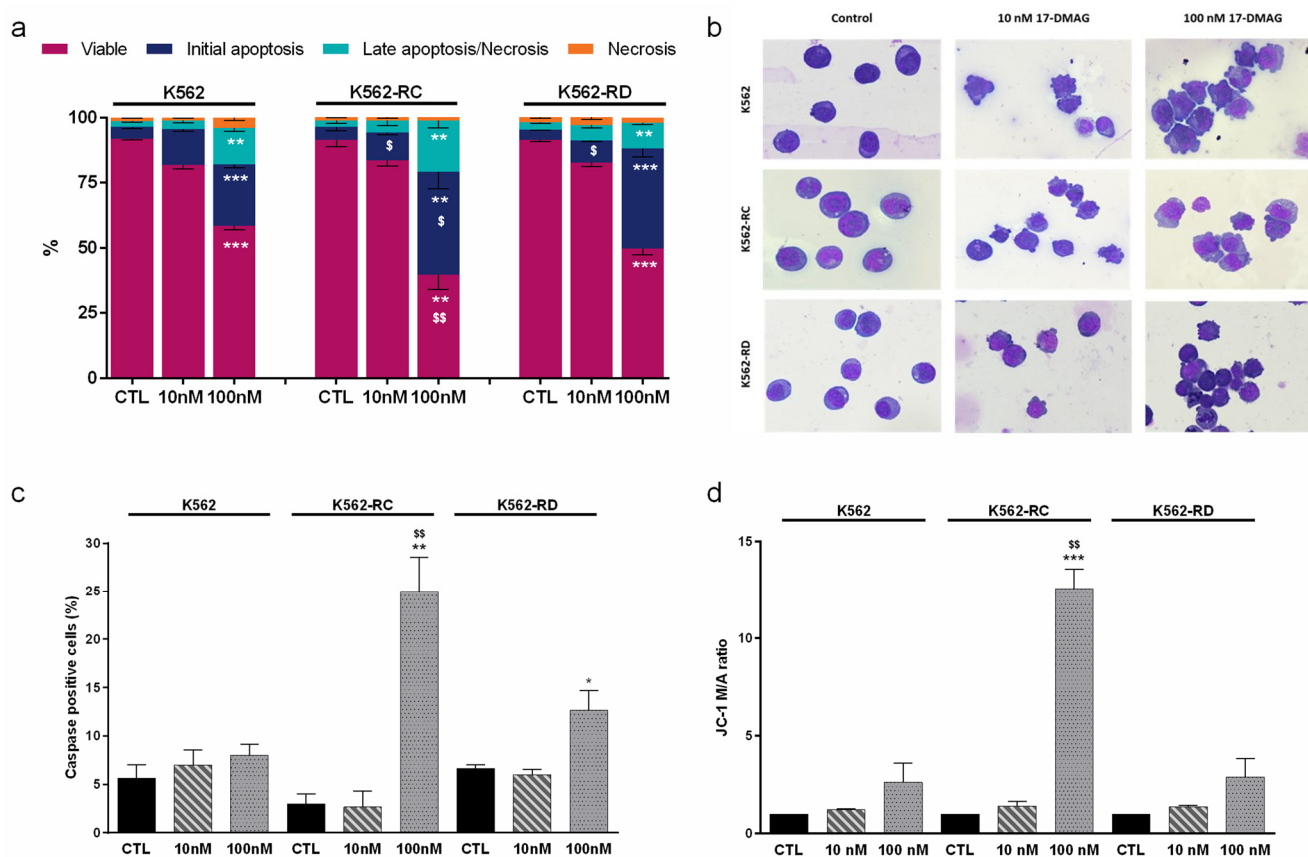 a
Viable Initial apoptosis Late apoptosis/Necrosis Necrosis
K562 K562-RC K562-RD
100
75
50
25
0
%
** *** ***
$ ** ** $ ** $$
$ ** *** ***
CTL 10nM 100nM CTL 10nM 100nM CTL 10nM 100nM
b
Control 10 nM 17-DMAG 100 nM 17-DMAG
K562
K562-RC
K562-RD
c
K562 K562-RC K562-RD
30
25
20
15
10
5
0
Caspase positive cells (%)
$$
**
*
CTL 10nM 100nM CTL 10nM 100nM CTL 10nM 100nM
d
K562 K562-RC K562-RD
15
10
5
0
JC-1 M/A ratio
$$
***
CTL 10 nM 100 nM CTL 10 nM 100 nM CTL 10 nM 100 nM